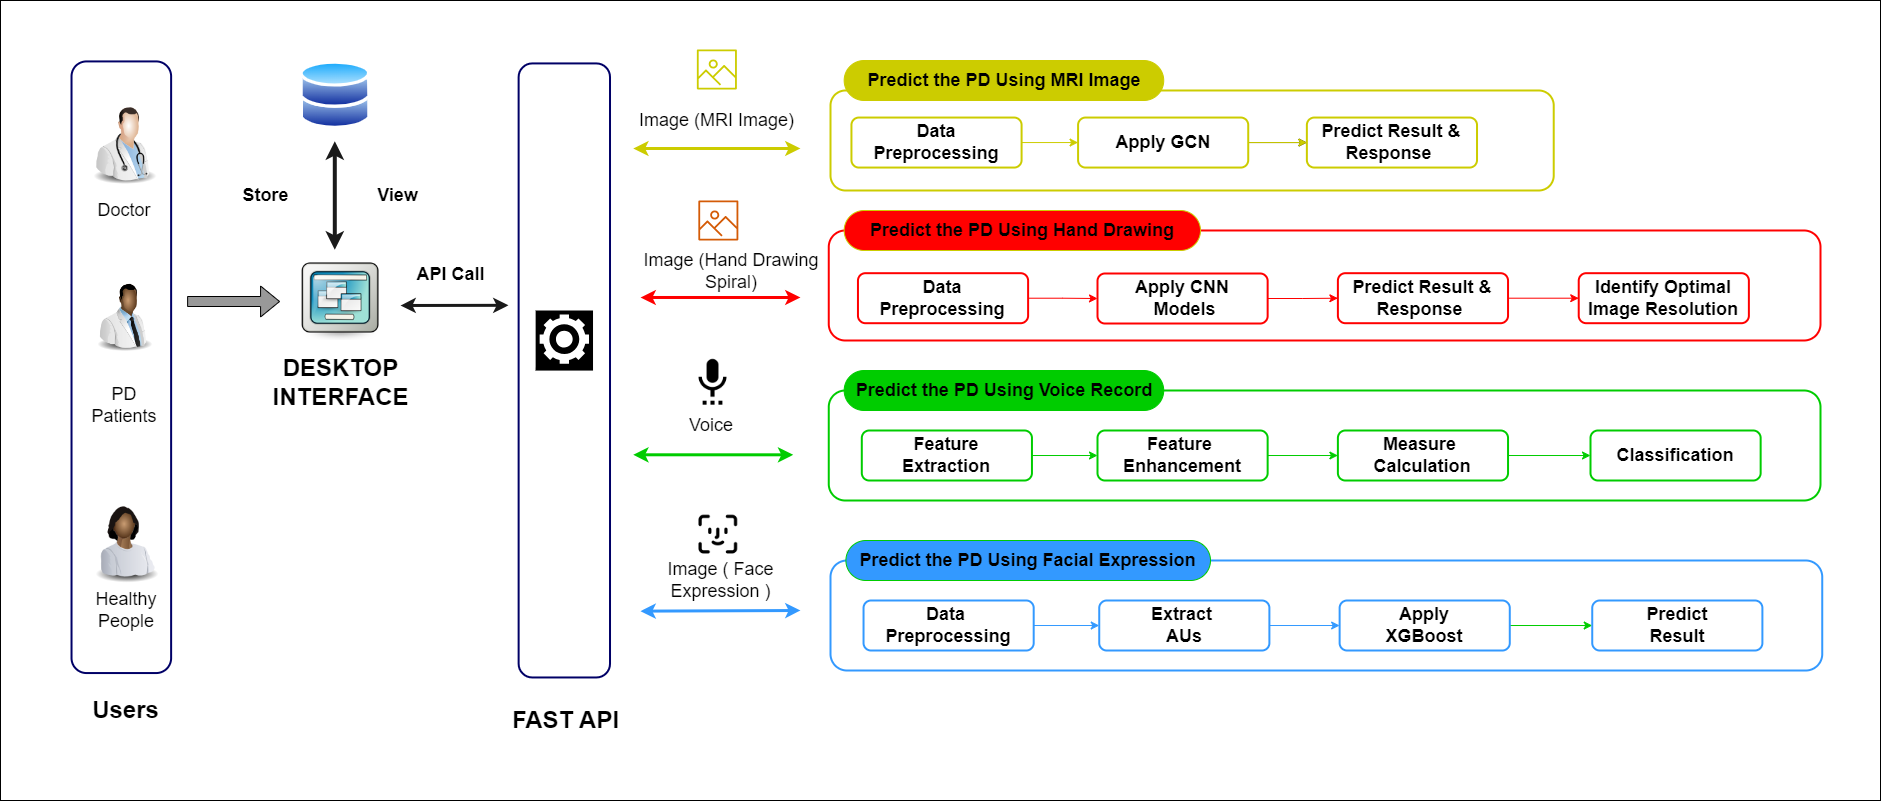 Doctor
PD
Patients
Healthy
People
Users
Store
View
API Call
DESKTOP
INTERFACE
FAST API
Image (MRI Image)
Predict the PD Using MRI Image
Data
Preprocessing
Apply GCN
Predict Result &
Response
Image (Hand Drawing
Spiral)
Predict the PD Using Hand Drawing
Data
Preprocessing
Apply CNN
Models
Predict Result &
Response
Identify Optimal
Image Resolution
Voice
Predict the PD Using Voice Record
Feature
Extraction
Feature
Enhancement
Measure
Calculation
Classification
Image ( Face
Expression )
Predict the PD Using Facial Expression
Data
Preprocessing
Extract
AUs
Apply
XGBoost
Predict
Result